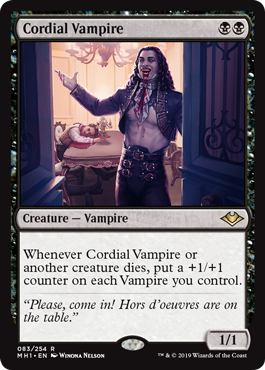 Cordial Vampire
Creature — Vampire
Whenever Cordial Vampire or
another creature dies, put a +1/+1
counter on each Vampire you control.
“Please, come in! Hors d’oeuvres are on
the table.”
1/1
083/254 R
MH1 • EN Winona Nelson
™ & © 2019 Wizards of the Coast